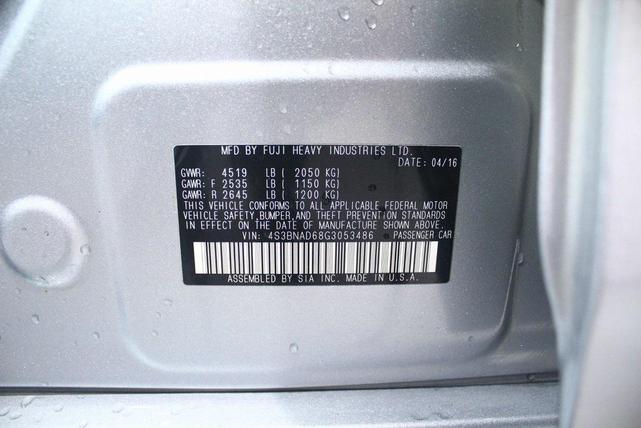 MFD BY FUJI HEAVY INDUSTRIES LTD.
DATE: 04/16
GVWR: 4519 LB ( 2050 KG)
GAWR: F 2535 LB ( 1150 KG)
GAWR: R 2645 LB ( 1200 KG)
THIS VEHICLE CONFORMS TO ALL APPLICABLE FEDERAL MOTOR
VEHICLE SAFETY, BUMPER, AND THEFT PREVENTION STANDARDS
IN EFFECT ON THE DATE OF MANUFACTURE SHOWN ABOVE.
VIN: 4S3BNAD68G3053486 PASSENGER CAR
ASSEMBLED BY SIA INC. MADE IN U.S.A.